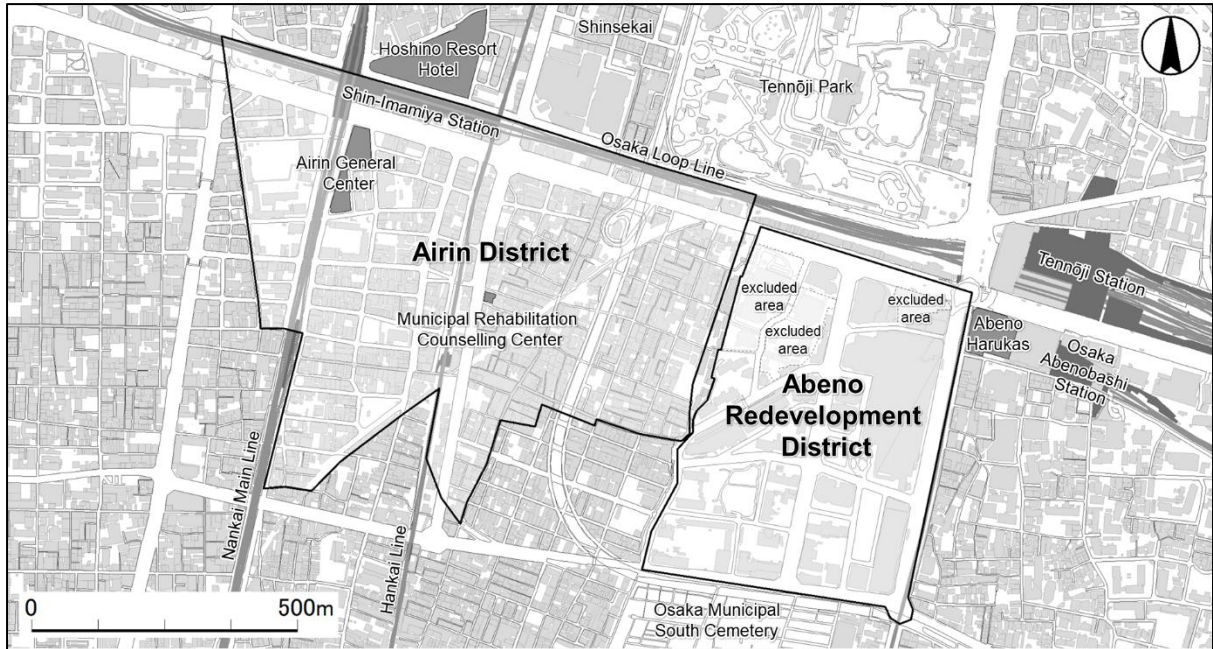 Shinsekai
Hoshino Resort
Hotel
Tennōji Park
Shin-Imamiya Station
Osaka Loop Line
Airin General
Center
Airin District
Tennōji Station
excluded
area
excluded
area
excluded
area
Municipal Rehabilitation
Counselling Center
Abeno
Harukas
Osaka
Abenobashi
Station
Abeno
Redevelopment
District
Nankai Main Line
Hankai Line
0 500m
Osaka Municipal
South Cemetery